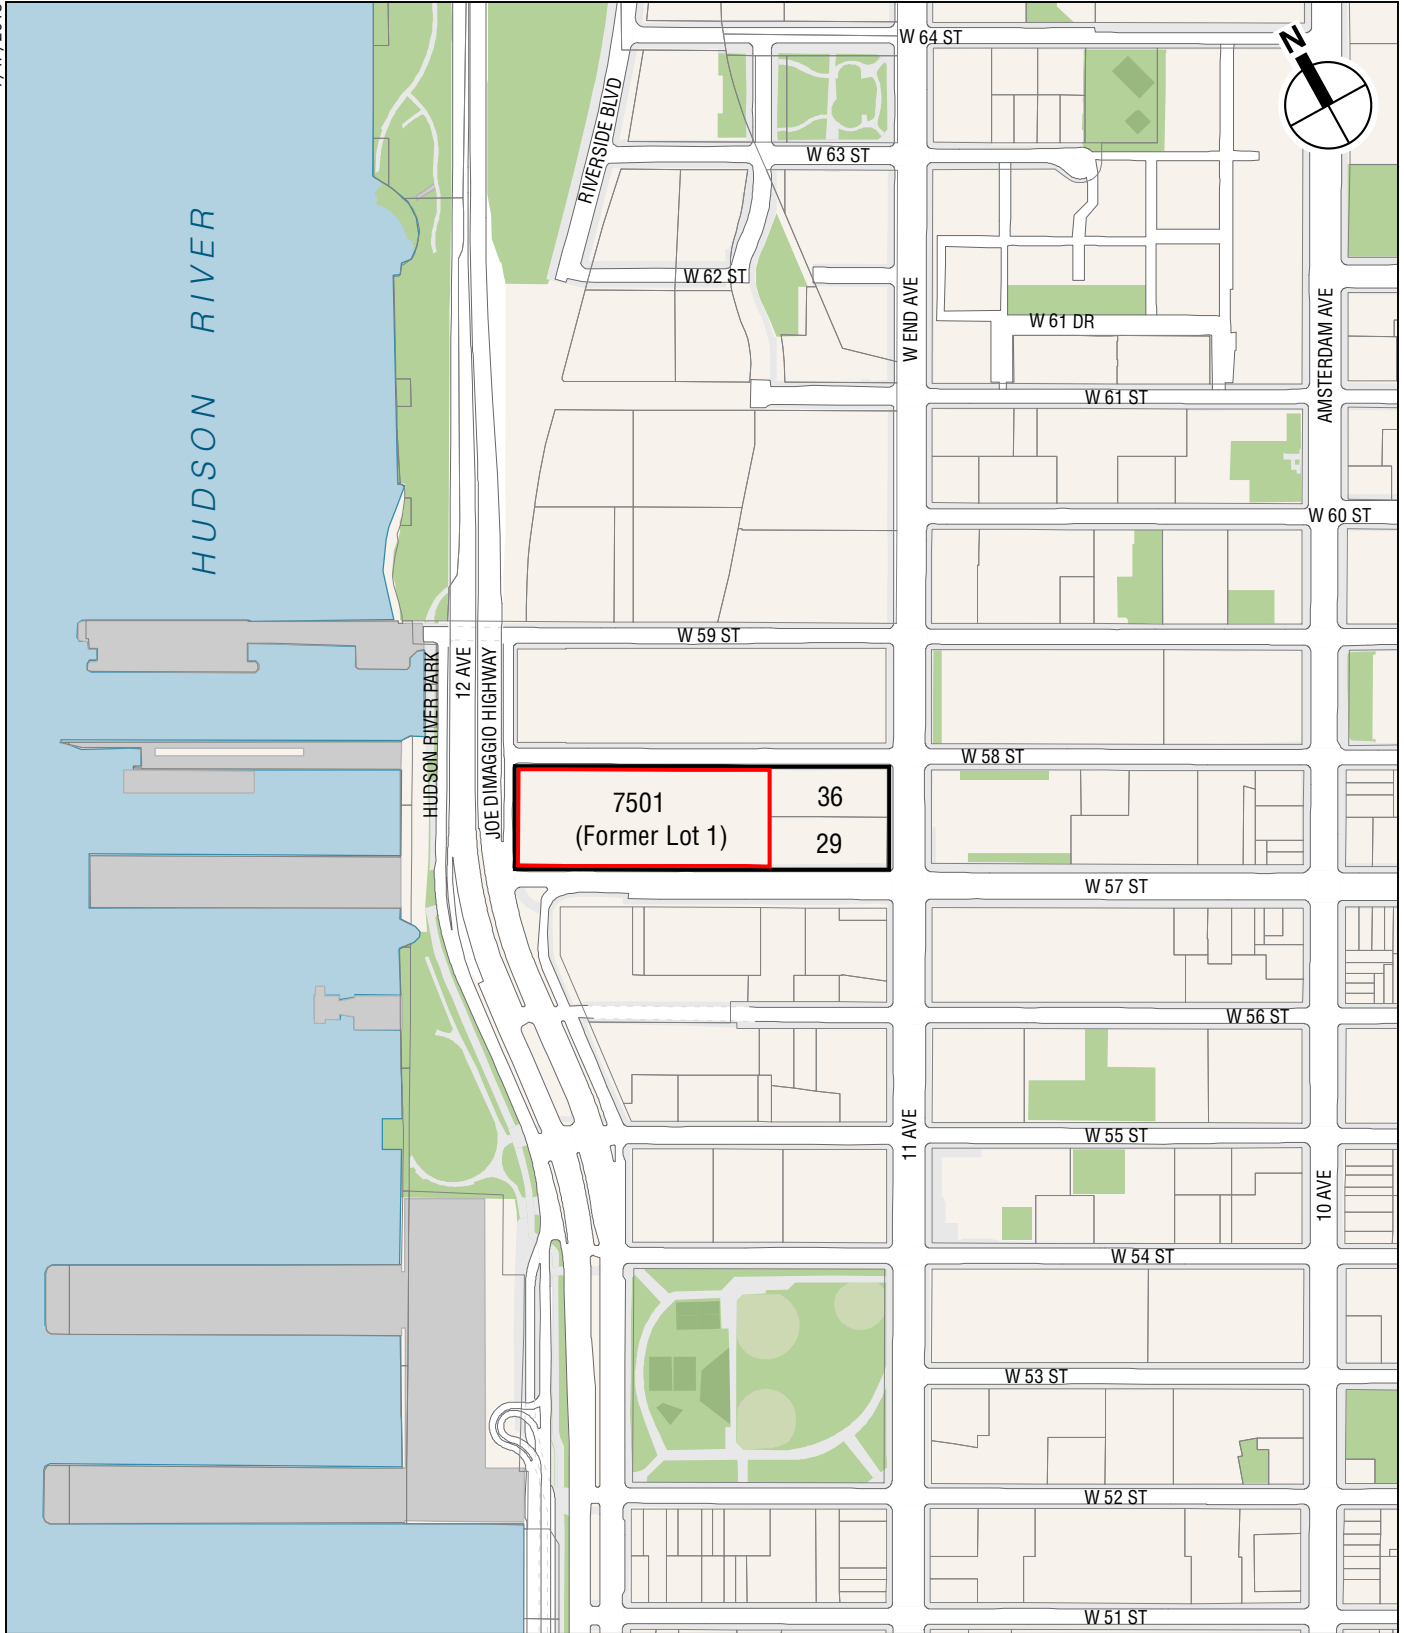 W 64 ST
N
RIVERSIDE BLVD
W 63 ST
HUDSON RIVER
W 62 ST
W END AVE
W 61 DR
AMSTERDAM AVE
W 61 ST
W 60 ST
W 59 ST
HUDSON RIVER PARK
12 AVE
JOE DIMAGGIO HIGHWAY
W 58 ST
7501
(Former Lot 1)
36
29
W 57 ST
W 56 ST
11 AVE
W 55 ST
10 AVE
W 54 ST
W 53 ST
W 52 ST
W 51 ST